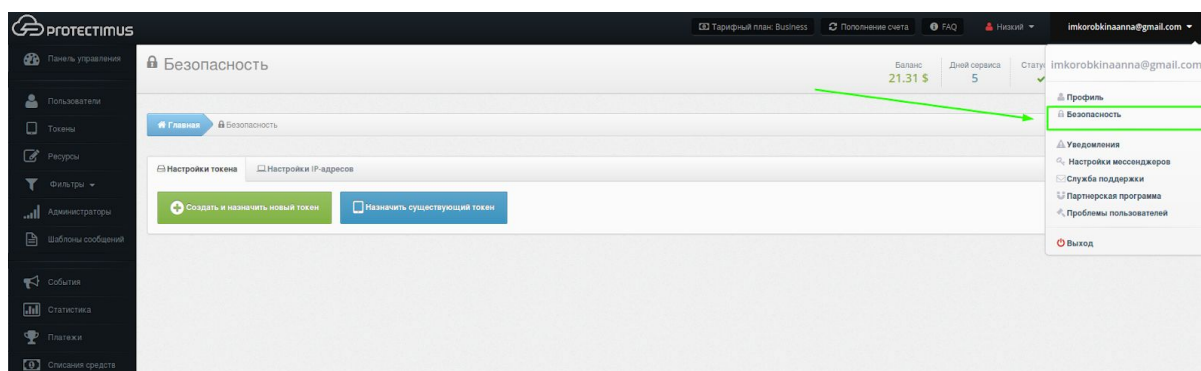 PROTECTIMUS
Тарифный план: Business
Пополнение счета
FAQ
Низкий
imkorobkinaanna@gmail.com
Панель управления
Пользователи
Токены
Ресурсы
Фильтры
Администраторы
Шаблоны сообщений
События
Статистика
Платежи
Списания средств
Безопасность
Баланс
21.31 $
Дней сервиса
5
Главная
Безопасность
Настройки токена
Настройки IP-адресов
Создать и назначить новый токен
Назначить существующий токен
imkorobkinaanna@gmail.com
Профиль
Безопасность
Уведомления
Настройки мессенджеров
Служба поддержки
Партнерская программа
Проблемы пользователей
Выход